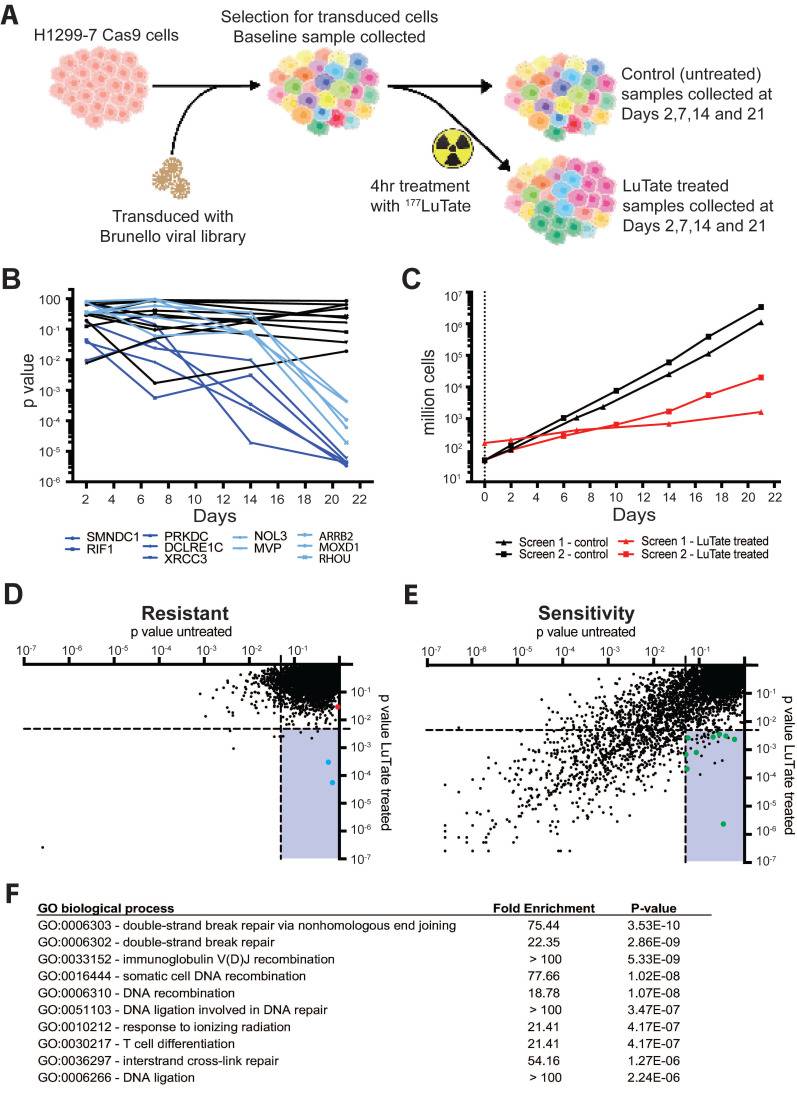 A
H1299-7 Cas9 cells
Selection for transduced cells
Baseline sample collected
Control (untreated)
samples collected at
Days 2,7,14 and 21
4hr treatment
with ¹⁷⁷LuTate
LuTate treated
samples collected at
Days 2,7,14 and 21
Transduced with
Brunello viral library
B
p value
100
10⁻¹
10⁻²
10⁻³
10⁻⁴
10⁻⁵
10⁻⁶
2 4 6 8 10 12 14 16 18 20 22
Days
SMNDC1 PRKDC NOL3 ARRB2
RIF1 DCLRE1C MVP MOXD1
XRCC3 RHOU
C
million cells
10⁷
10⁶
10⁵
10⁴
10³
10²
10¹
0 2 4 6 8 10 12 14 16 18 20 22
Days
Screen 1 - control Screen 1 - LuTate treated
Screen 2 - control Screen 2 - LuTate treated
D
Resistant
p value untreated
10⁻⁷ 10⁻⁶ 10⁻⁵ 10⁻⁴ 10⁻³ 10⁻² 10⁻¹
10⁻¹
10⁻²
10⁻³
10⁻⁴
10⁻⁵
10⁻⁶
10⁻⁷
p value LuTate treated
E
Sensitivity
p value untreated
10⁻⁷ 10⁻⁶ 10⁻⁵ 10⁻⁴ 10⁻³ 10⁻² 10⁻¹
10⁻¹
10⁻²
10⁻³
10⁻⁴
10⁻⁵
10⁻⁶
10⁻⁷
p value LuTate treated
F
GO biological process Fold Enrichment P-value
GO:0006303 - double-strand break repair via nonhomologous end joining 75.44 3.53E-10
GO:0006302 - double-strand break repair 22.35 2.86E-09
GO:0033152 - immunoglobulin V(D)J recombination > 100 5.33E-09
GO:0016444 - somatic cell DNA recombination 77.66 1.02E-08
GO:0006310 - DNA recombination 18.78 1.07E-08
GO:0051103 - DNA ligation involved in DNA repair > 100 3.47E-07
GO:0010212 - response to ionizing radiation 21.41 4.17E-07
GO:0030217 - T cell differentiation 21.41 4.17E-07
GO:0036297 - interstrand cross-link repair 54.16 1.27E-06
GO:0006266 - DNA ligation > 100 2.24E-06